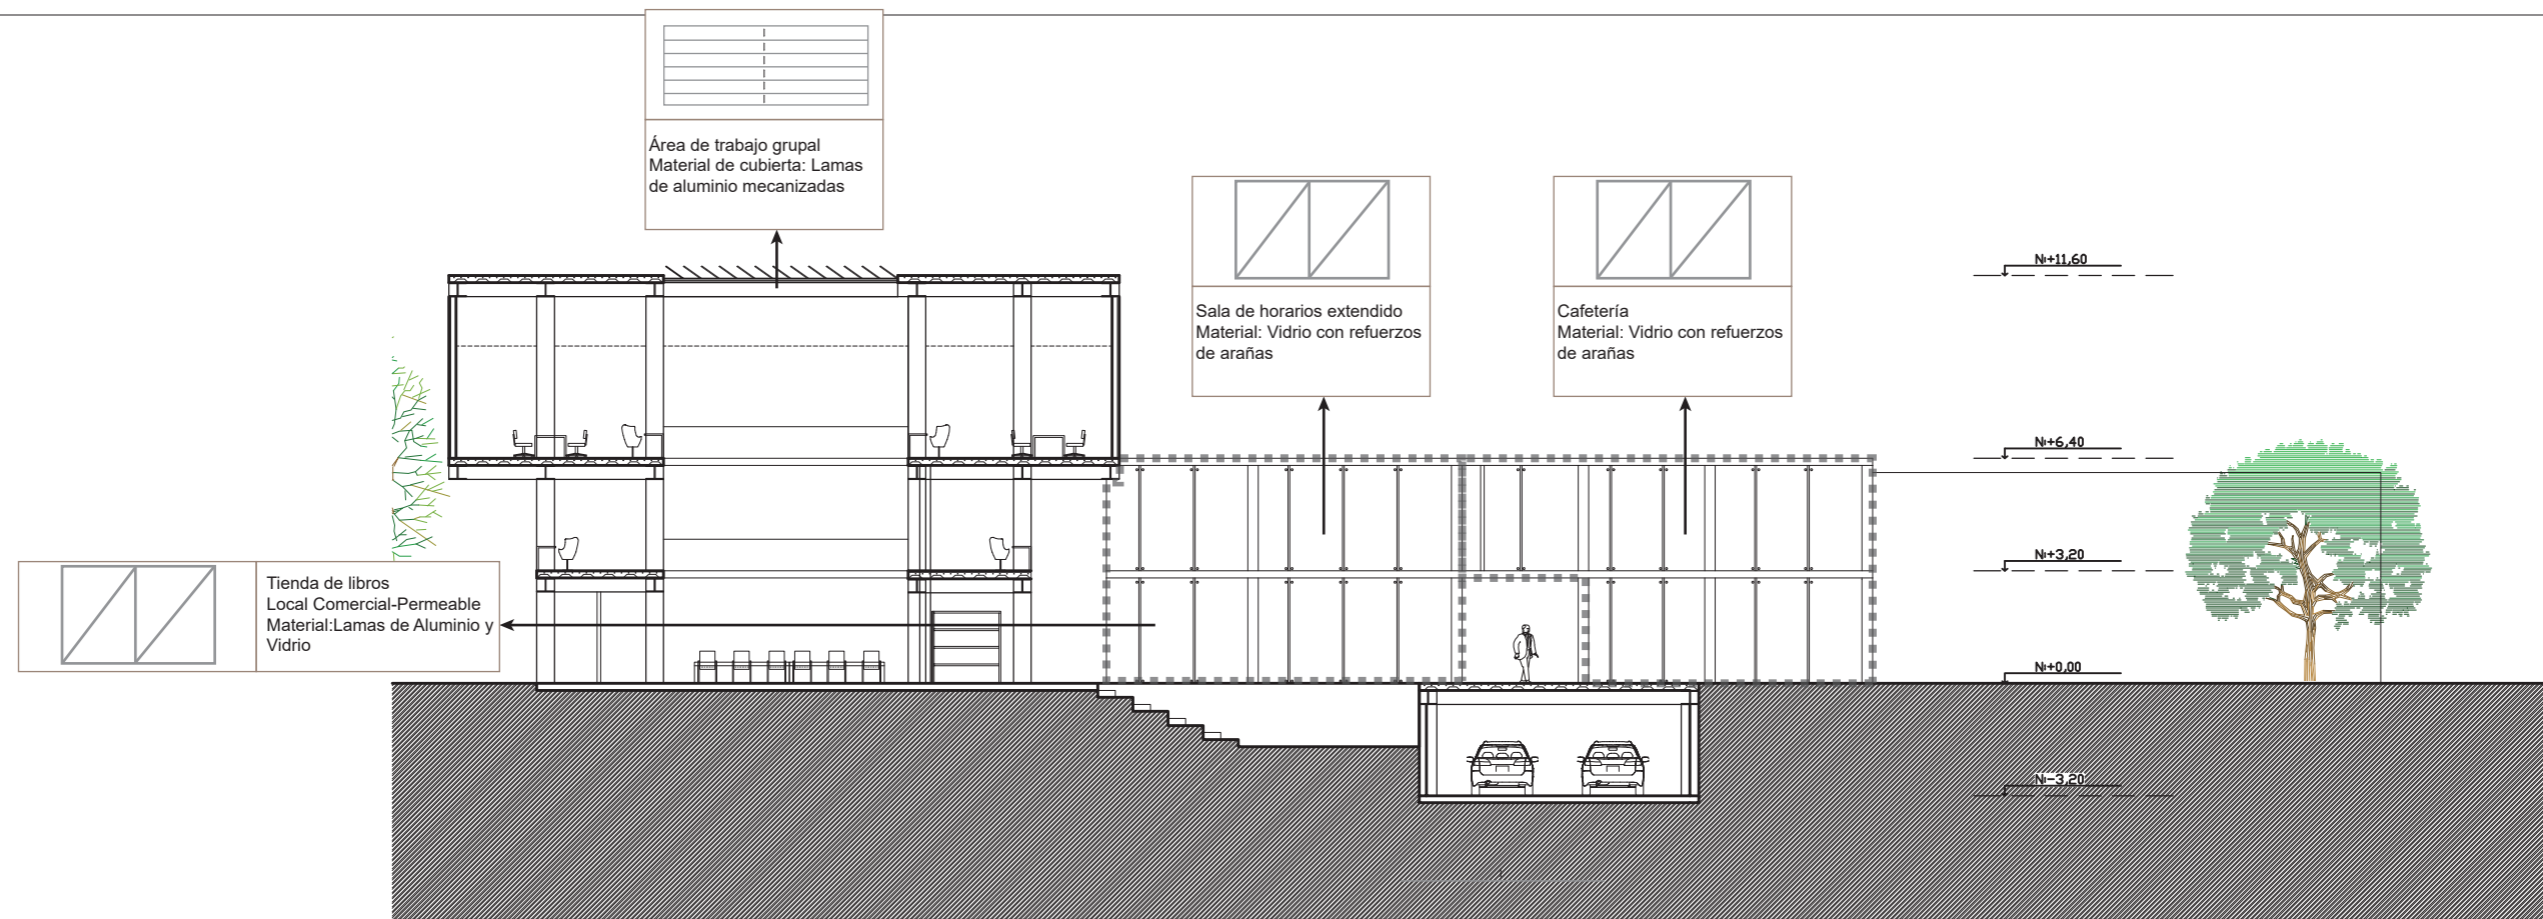 Área de trabajo grupal
Material de cubierta: Lamas
de aluminio mecanizadas
Sala de horarios extendido
Material: Vidrio con refuerzos
de arañas
Cafetería
Material: Vidrio con refuerzos
de arañas
Tienda de libros
Local Comercial-Permeable
Material:Lamas de Aluminio y
Vidrio
N+11,60
N+6,40
N+3,20
N+0,00
N-3,20